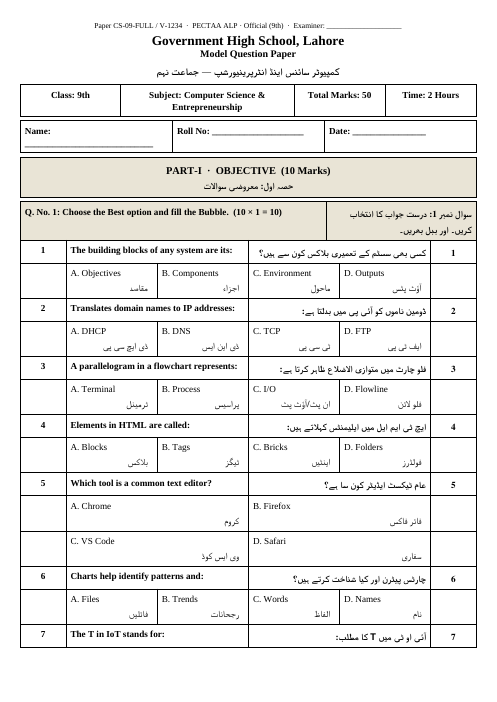 Paper CS-09-FULL / V-1234 · PECTAA ALP · Official (9th) · Examiner: ____________________
Government High School, Lahore
Model Question Paper
کمپیوٹر سائنس اینڈ انٹرپرینیورشپ — جماعت نہم
Class: 9th
Subject: Computer Science & Entrepreneurship
Total Marks: 50
Time: 2 Hours
Name: ____________________________
Roll No: ____________________
Date: ________________
PART-I · OBJECTIVE (10 Marks)
حصہ اول: معروضی سوالات
Q. No. 1: Choose the Best option and fill the Bubble. (10 × 1 = 10)
سوال نمبر 1: درست جواب کا انتخاب کریں۔ اور ببل بھریں۔
1
The building blocks of any system are its:
کسی بھی سسٹم کے تعمیری بلاکس کون سے ہیں؟
1
A. Objectives
مقاصد
B. Components
اجزاء
C. Environment
ماحول
D. Outputs
آؤٹ پٹس
2
Translates domain names to IP addresses:
ڈومین ناموں کو آئی پی میں بدلتا ہے:
2
A. DHCP
ڈی ایچ سی پی
B. DNS
ڈی این ایس
C. TCP
ٹی سی پی
D. FTP
ایف ٹی پی
3
A parallelogram in a flowchart represents:
فلو چارٹ میں متوازی الاضلاع ظاہر کرتا ہے:
3
A. Terminal
ٹرمینل
B. Process
پراسیس
C. I/O
ان پٹ/آؤٹ پٹ
D. Flowline
فلو لائن
4
Elements in HTML are called:
ایچ ٹی ایم ایل میں ایلیمنٹس کہلاتے ہیں:
4
A. Blocks
بلاکس
B. Tags
ٹیگز
C. Bricks
اینٹیں
D. Folders
فولڈرز
5
Which tool is a common text editor?
عام ٹیکسٹ ایڈیٹر کون سا ہے؟
5
A. Chrome
کروم
B. Firefox
فائر فاکس
C. VS Code
وی ایس کوڈ
D. Safari
سفاری
6
Charts help identify patterns and:
چارٹس پیٹرن اور کیا شناخت کرتے ہیں؟
6
A. Files
فائلیں
B. Trends
رجحانات
C. Words
الفاظ
D. Names
نام
7
The T in IoT stands for:
آئی او ٹی میں T کا مطلب:
7